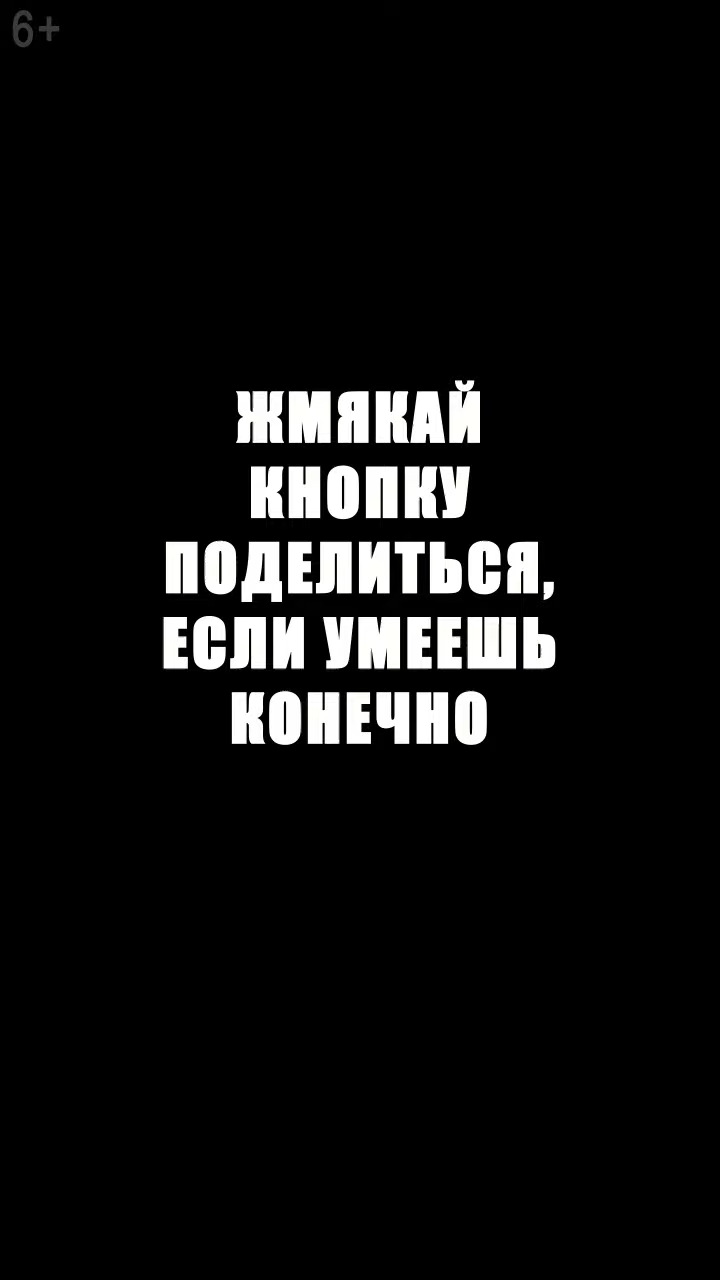 6+
ЖМЯКАЙ
КНОПКУ
ПОДЕЛИТЬСЯ,
ЕСЛИ УМЕЕШЬ
КОНЕЧНО